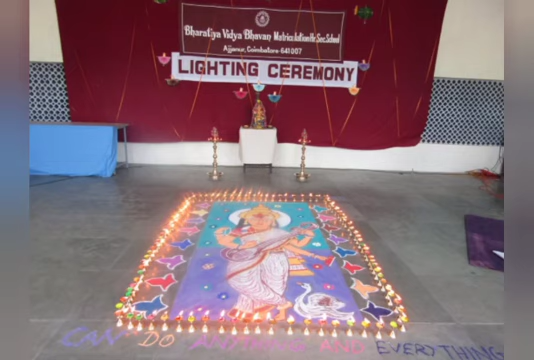 Bharatiya Vidya Bhavan Matriculation Hr. Sec. School
Ajjanur, Coimbatore-641 007
LIGHTING CEREMONY
CAN DO ANYTHING AND EVERYTHING